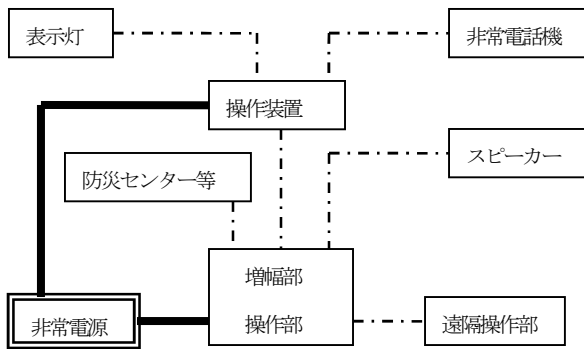 表示灯
非常電話機
操作装置
スピーカー
防災センター等
増幅部
操作部
非常電源
遠隔操作部